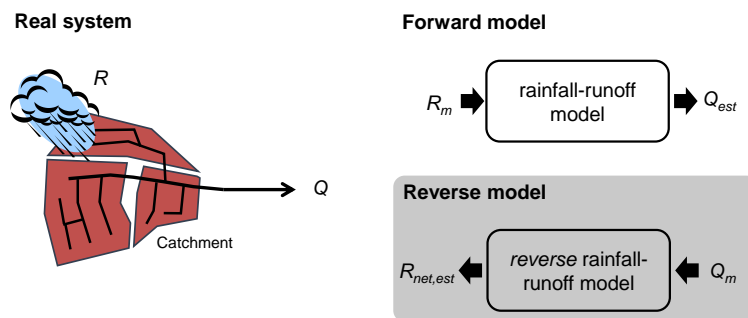 Real system
R
Q
Catchment
Forward model
R_m
rainfall-runoff
model
Q_est
Reverse model
R_net,est
reverse rainfall-
runoff model
Q_m